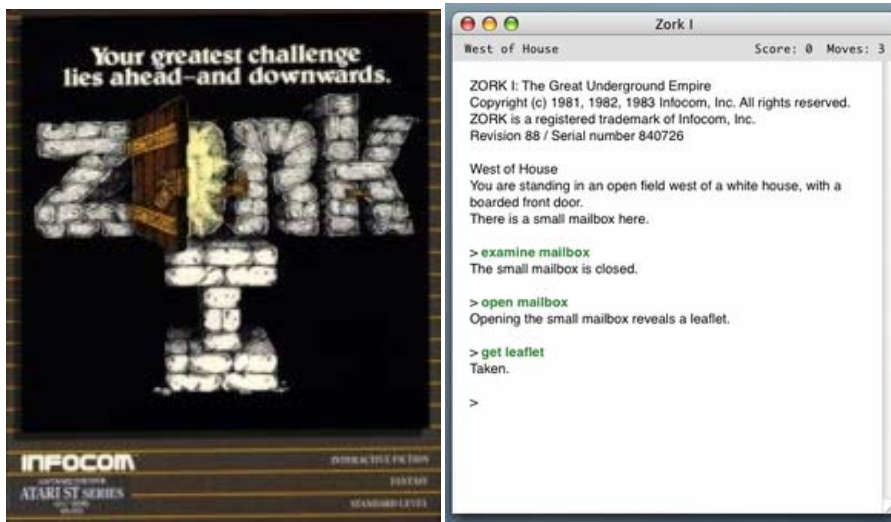 Your greatest challenge
lies ahead–and downwards.
ZORK
I
INFOCOM
INTERACTIVE FICTION
FANTASY
ATARI ST SERIES
STANDARD LEVEL
Zork I
West of House Score: 0 Moves: 3
ZORK I: The Great Underground Empire
Copyright (c) 1981, 1982, 1983 Infocom, Inc. All rights reserved.
ZORK is a registered trademark of Infocom, Inc.
Revision 88 / Serial number 840726
West of House
You are standing in an open field west of a white house, with a
boarded front door.
There is a small mailbox here.
> examine mailbox
The small mailbox is closed.
> open mailbox
Opening the small mailbox reveals a leaflet.
> get leaflet
Taken.
>